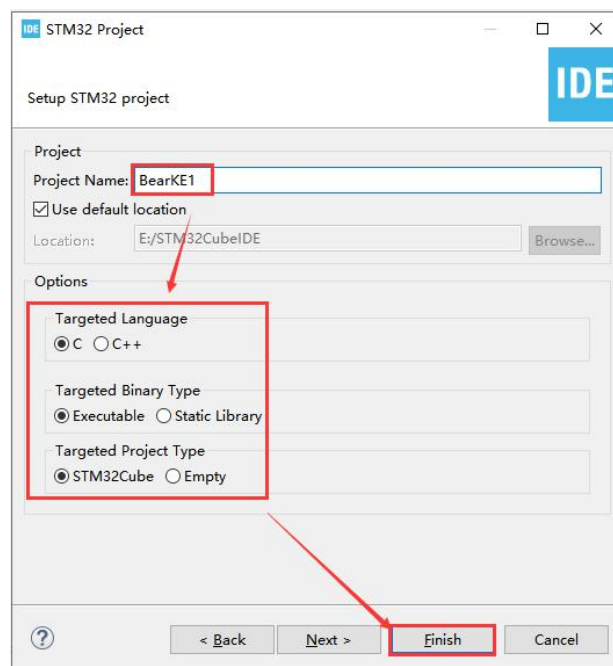 IDE STM32 Project
IDE
Setup STM32 project
Project
Project Name: BearKE1
Use default location
Location: E:/STM32CubeIDE Browse...
Options
Targeted Language
C C++
Targeted Binary Type
Executable Static Library
Targeted Project Type
STM32Cube Empty
? < Back Next > Finish Cancel